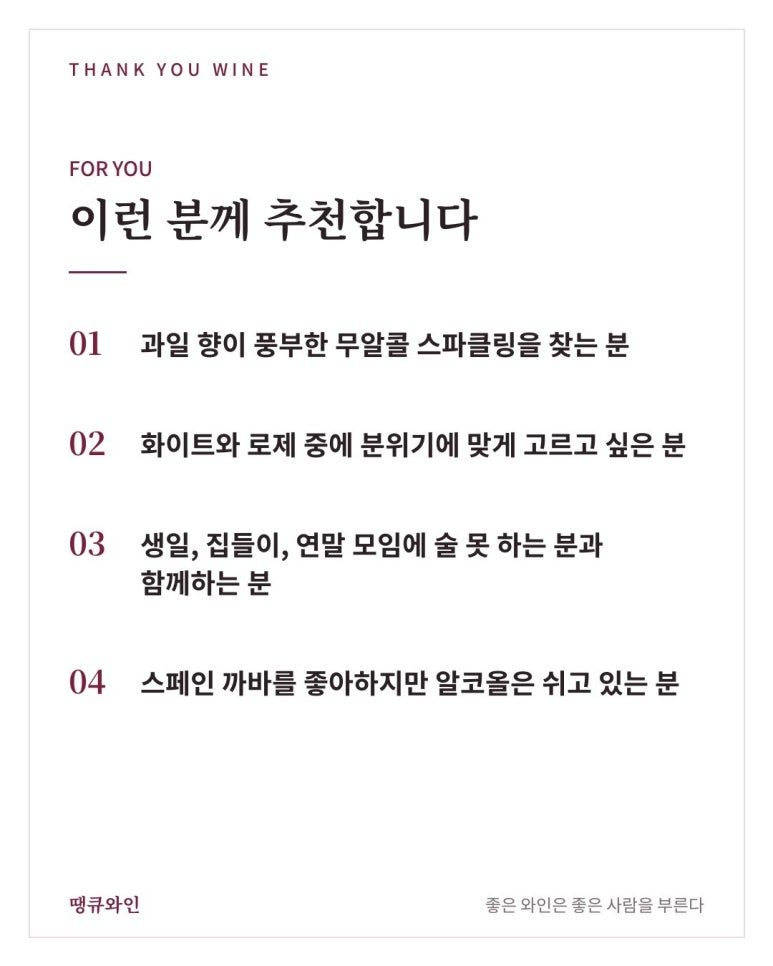 THANK YOU WINE
FOR YOU
이런 분께 추천합니다
01 과일 향이 풍부한 무알콜 스파클링을 찾는 분
02 화이트와 로제 중에 분위기에 맞게 고르고 싶은 분
03 생일, 집들이, 연말 모임에 술 못 하는 분과
함께하는 분
04 스페인 까바를 좋아하지만 알코올은 쉬고 있는 분
땡큐와인
좋은 와인은 좋은 사람을 부른다